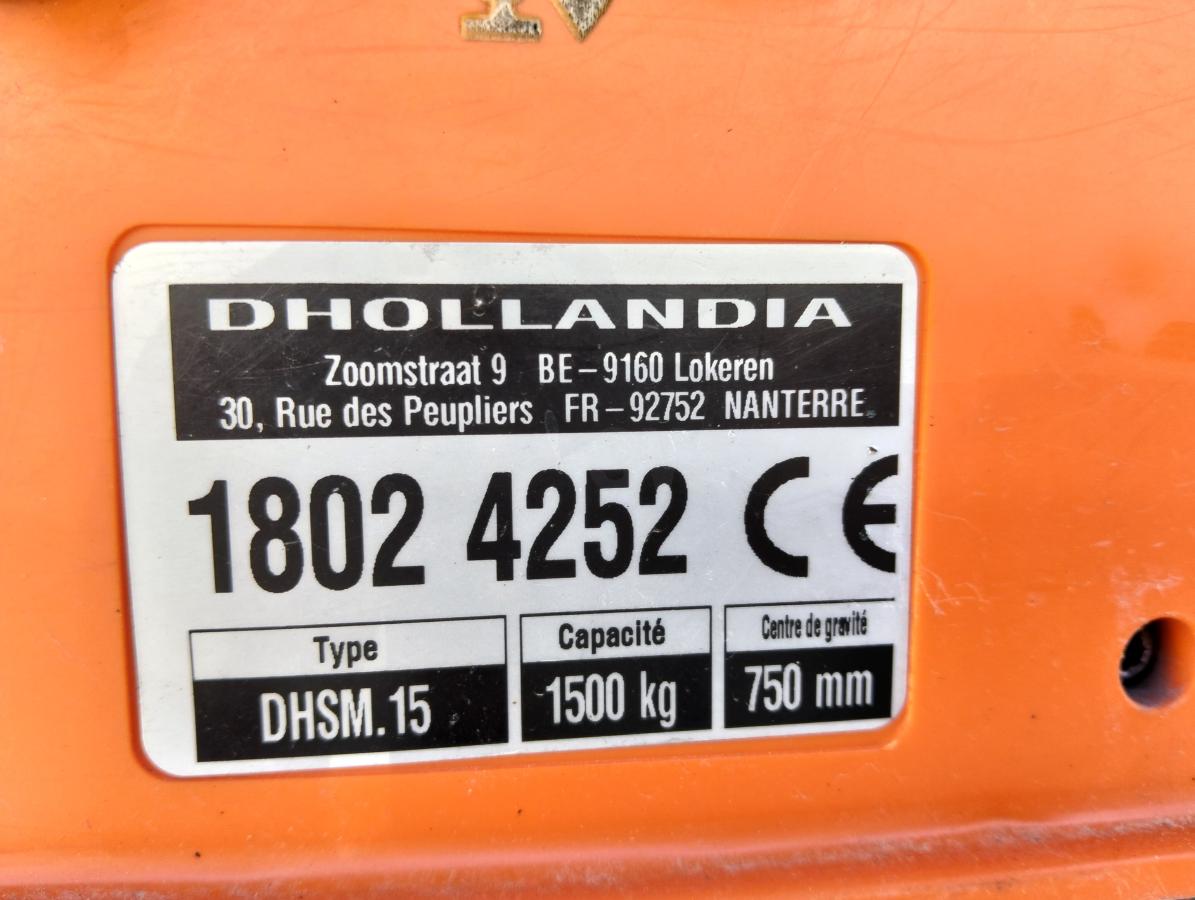 DHOLLANDIA
Zoomstraat 9 BE-9160 Lokeren
30, Rue des Peupliers FR-92752 NANTERRE
1802 4252 CE
Type Capacité Centre de gravité
DHSM.15 1500 kg 750 mm